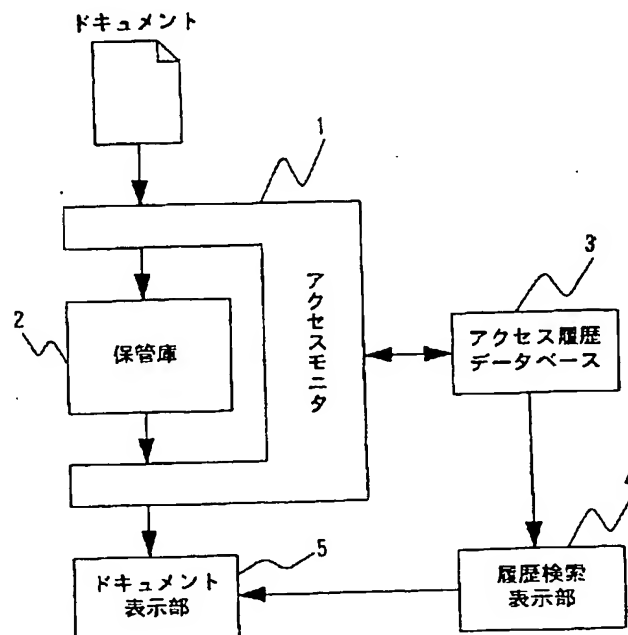 ドキュメント
1
アクセスモニタ
2
保管庫
3
アクセス履歴
データベース
4
履歴検索
表示部
5
ドキュメント
表示部